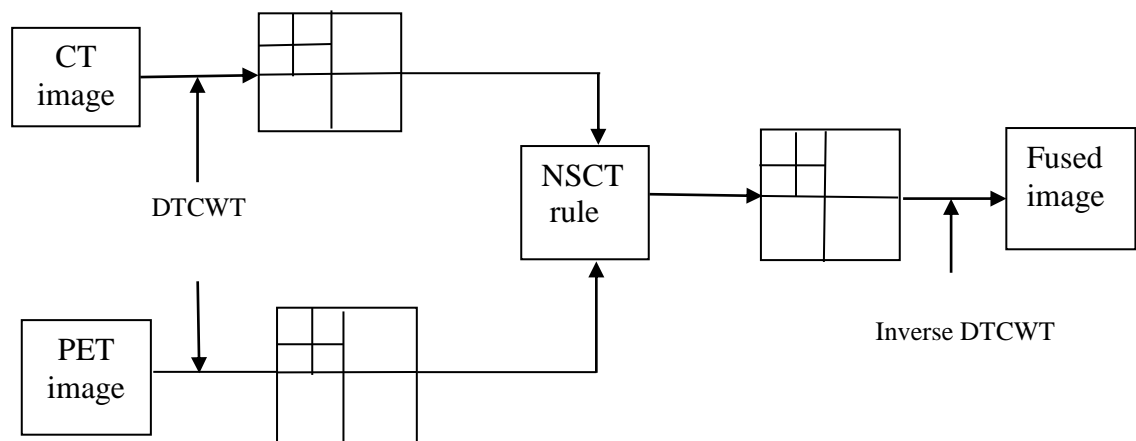 CT
image
DTCWT
PET
image
NSCT
rule
Fused
image
Inverse DTCWT